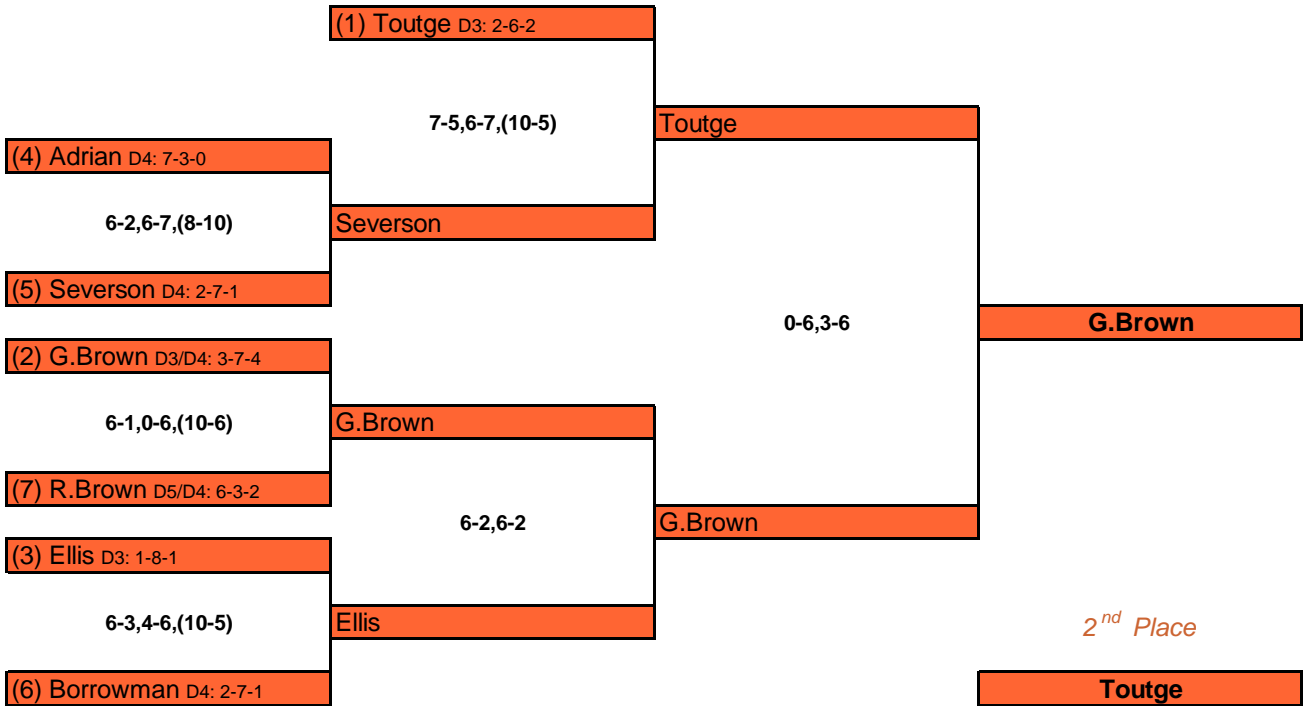 (1) Toutge D3: 2-6-2
7-5,6-7,(10-5)
Toutge
(4) Adrian D4: 7-3-0
6-2,6-7,(8-10)
Severson
(5) Severson D4: 2-7-1
0-6,3-6
G.Brown
(2) G.Brown D3/D4: 3-7-4
6-1,0-6,(10-6)
G.Brown
(7) R.Brown D5/D4: 6-3-2
6-2,6-2
G.Brown
(3) Ellis D3: 1-8-1
6-3,4-6,(10-5)
Ellis
2nd Place
(6) Borrowman D4: 2-7-1
Toutge